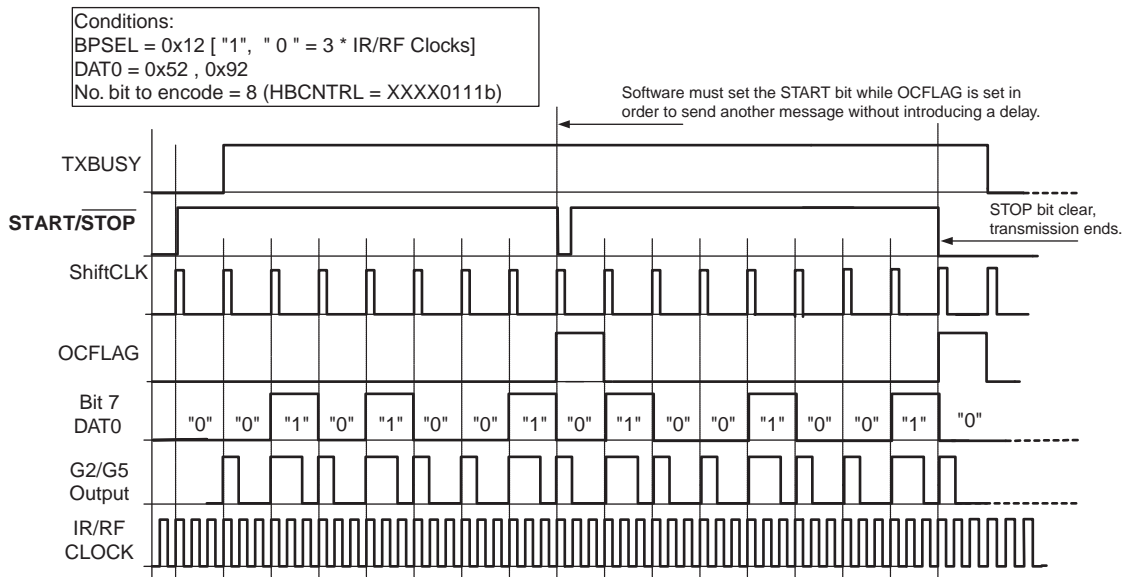 Conditions:
BPSEL = 0x12 [ "1", " 0 " = 3 * IR/RF Clocks]
DAT0 = 0x52 , 0x92
No. bit to encode = 8 (HBCNTRL = XXXX0111b)
Software must set the START bit while OCFLAG is set in
order to send another message without introducing a delay.
TXBUSY
START/STOP
STOP bit clear,
transmission ends.
ShiftCLK
OCFLAG
Bit 7
DAT0
"0" "0" "1" "0" "1" "0" "0" "1" "0" "1" "0" "0" "1" "0" "0" "1" "0"
G2/G5
Output
IR/RF
CLOCK